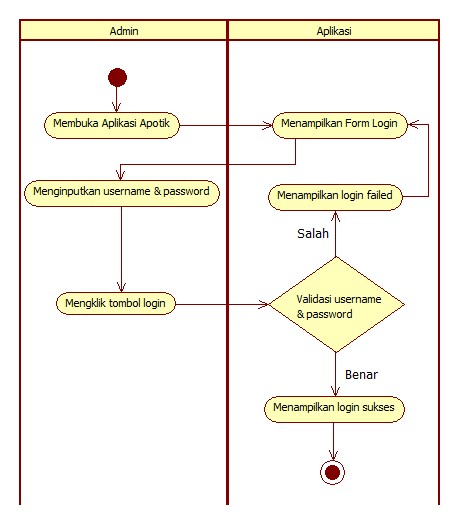 Admin
Aplikasi
Membuka Aplikasi Apotik
Menampilkan Form Login
Menginputkan username & password
Menampilkan login failed
Salah
Mengklik tombol login
Validasi username
& password
Benar
Menampilkan login sukses